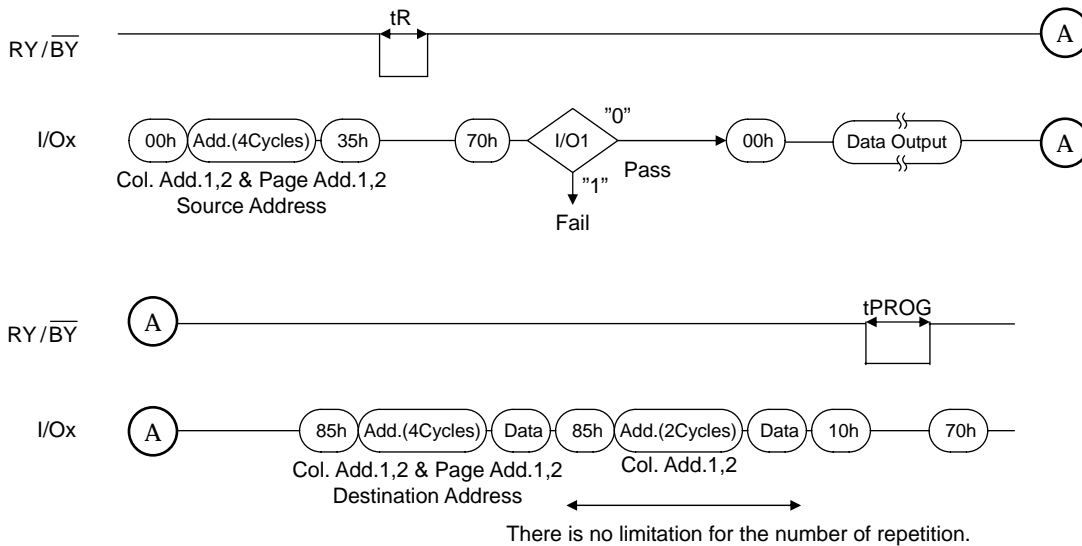 tR
RY/BY
A
I/Ox
00h Add.(4Cycles) 35h 70h I/O1 "0" 00h Data Output A
Pass
"1"
Col. Add.1,2 & Page Add.1,2
Source Address
Fail
tPROG
RY/BY
A
I/Ox
A 85h Add.(4Cycles) Data 85h Add.(2Cycles) Data 10h 70h
Col. Add.1,2 & Page Add.1,2
Destination Address
Col. Add.1,2
There is no limitation for the number of repetition.